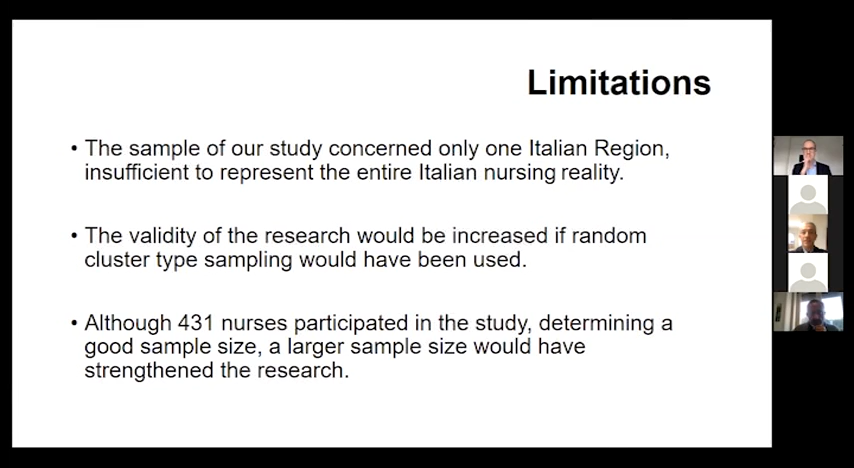 Limitations
• The sample of our study concerned only one Italian Region,
insufficient to represent the entire Italian nursing reality.
• The validity of the research would be increased if random
cluster type sampling would have been used.
• Although 431 nurses participated in the study, determining a
good sample size, a larger sample size would have
strengthened the research.